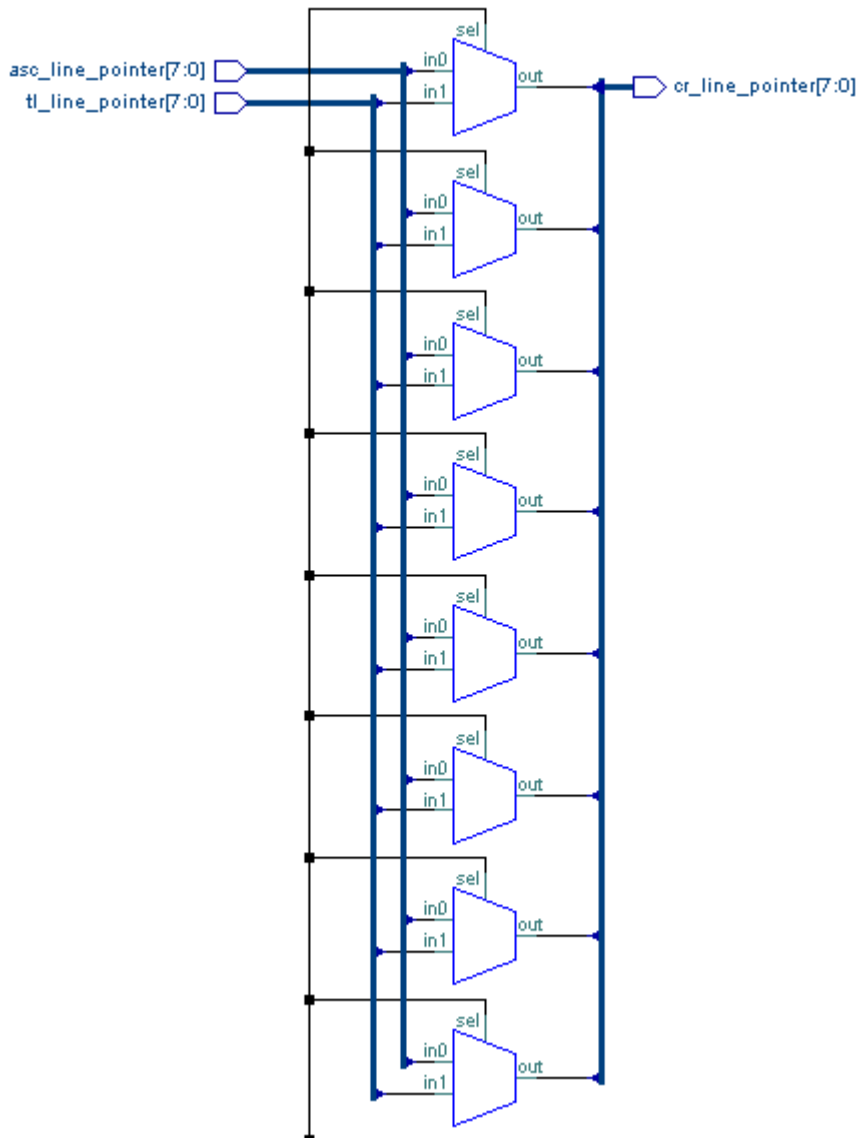 sel
asc_line_pointer[7:0]
in0
out
cr_line_pointer[7:0]
tl_line_pointer[7:0]
in1
sel
in0
out
in1
sel
in0
out
in1
sel
in0
out
in1
sel
in0
out
in1
sel
in0
out
in1
sel
in0
out
in1
sel
in0
out
in1